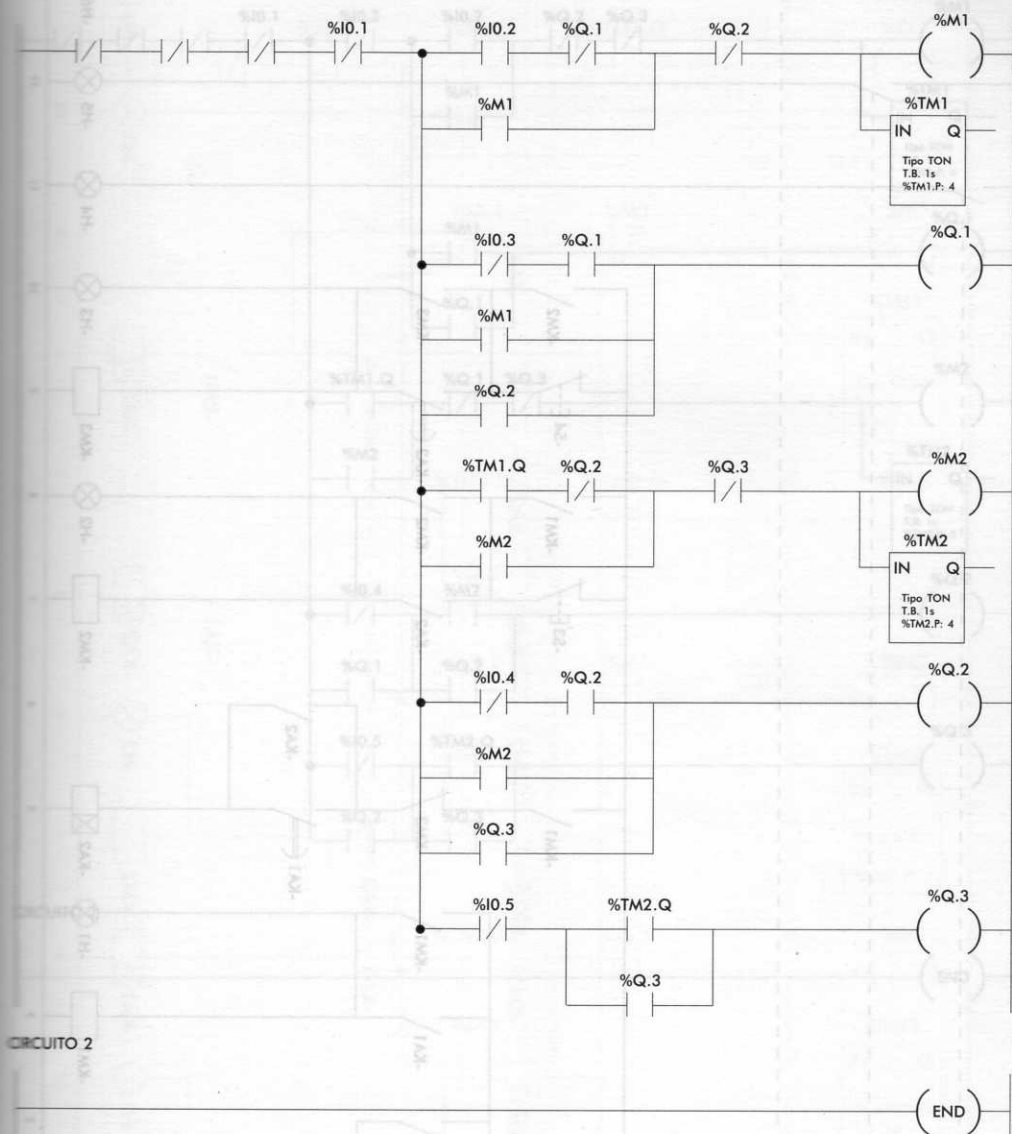 %M1
%I0.1 %I0.2 %Q.1 %Q.2
%M1 %TM1
IN Q
Tipo TON
T.B. 1s
%TM1.P: 4
%I0.3 %Q.1 %Q.1
%M1
%Q.2
%TM1.Q %Q.2 %Q.3 %M2
%M2 %TM2
IN Q
Tipo TON
T.B. 1s
%TM2.P: 4
%I0.4 %Q.2 %Q.2
%M2
%Q.3
%I0.5 %TM2.Q %Q.3
%Q.3
CIRCUITO 2
END